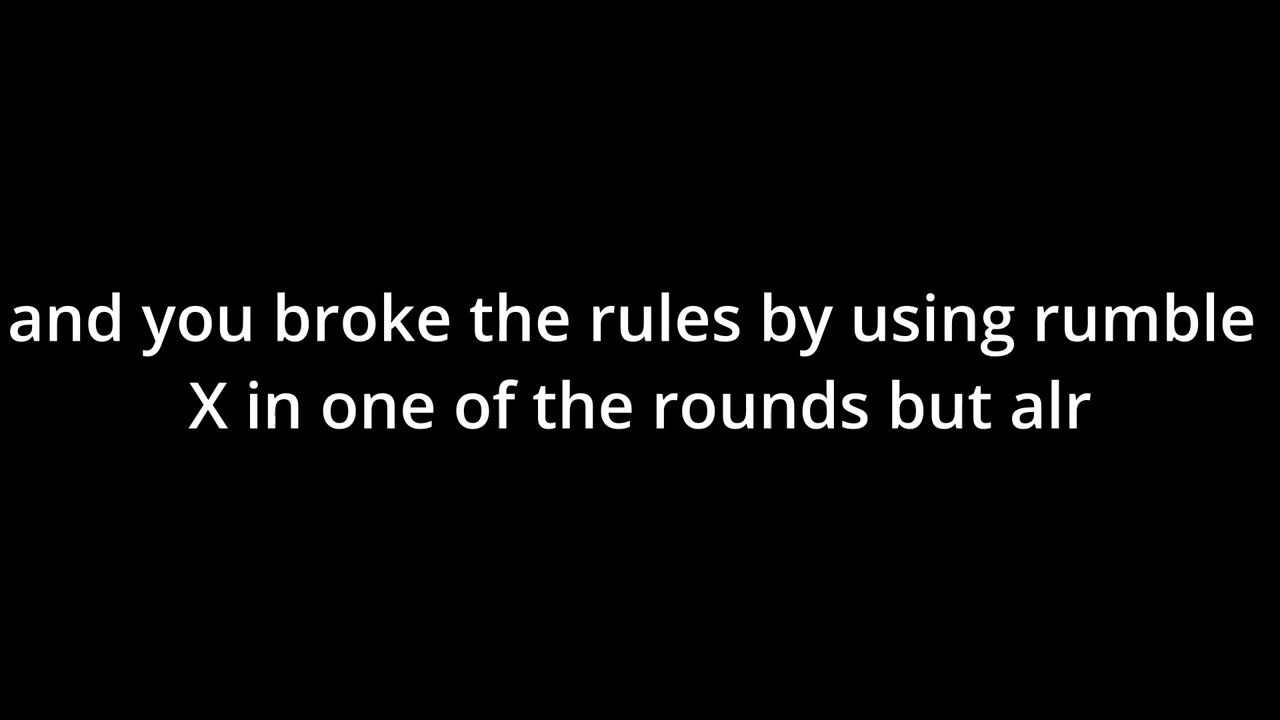 and you broke the rules by using rumble
X in one of the rounds but alr